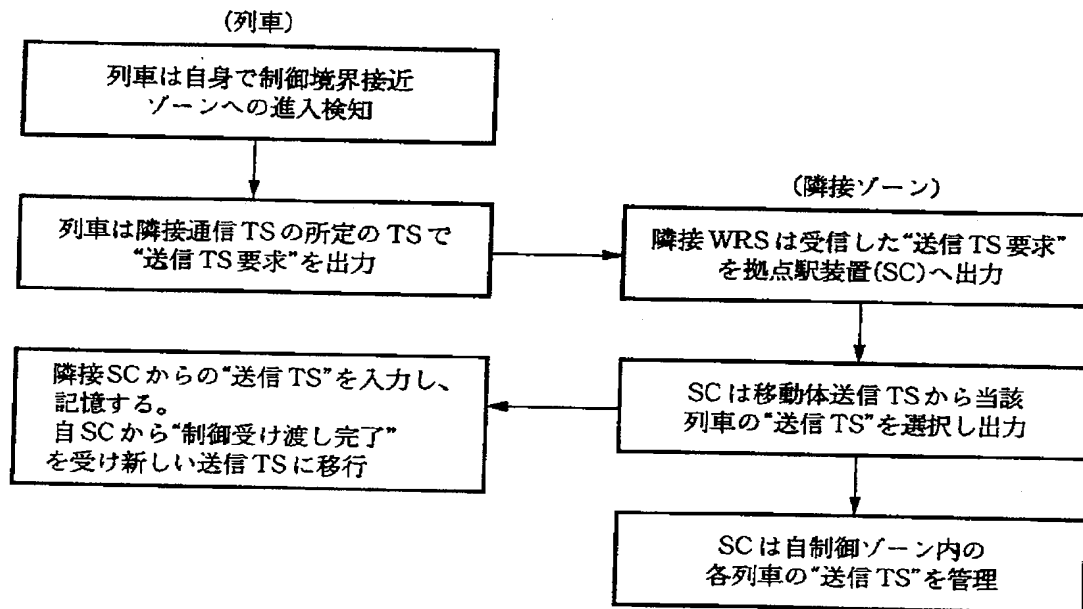 (列車)
列車は自身で制御境界接近
ゾーンへの進入検知
列車は隣接通信TSの所定のTSで
“送信TS要求”を出力
(隣接ゾーン)
隣接WRSは受信した“送信TS要求”
を拠点駅装置(SC)へ出力
隣接SCからの“送信TS”を入力し、
記憶する。
自SCから“制御受け渡し完了”
を受け新しい送信TSに移行
SCは移動体送信TSから当該
列車の“送信TS”を選択し出力
SCは自制御ゾーン内の
各列車の“送信TS”を管理